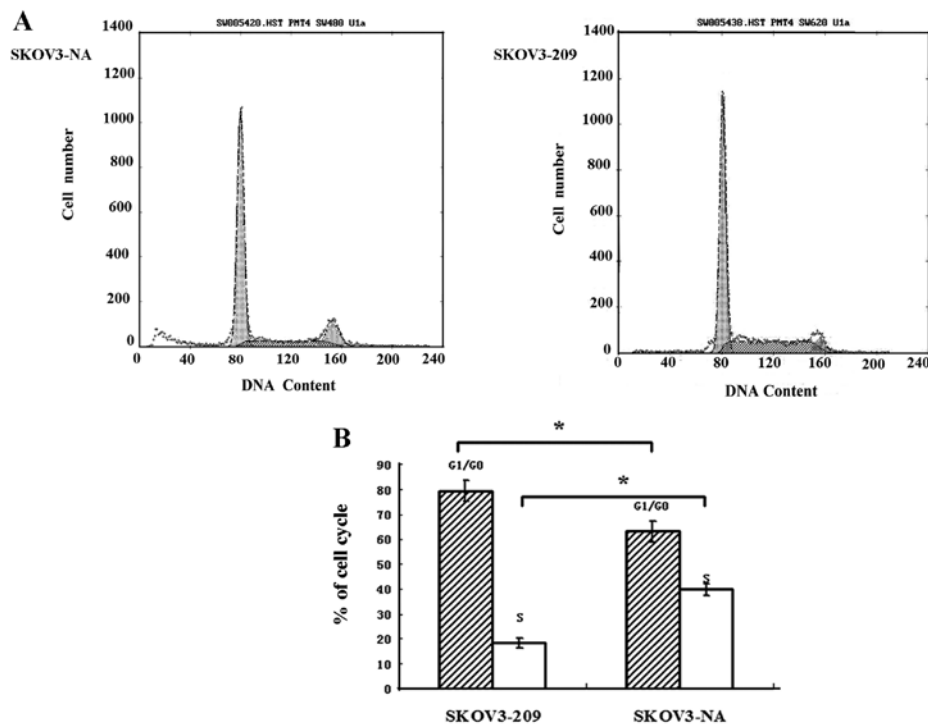 A
SW005420.HST PMT4 SW480 U1a
SKOV3-NA
1400
1200
1000
800
600
400
200
0
Cell number
0 40 80 120 160 200 240
DNA Content
SW005430.HST PMT4 SW620 U1a
SKOV3-209
1400
1200
1000
800
600
400
200
0
Cell number
0 40 80 120 160 200 240
DNA Content
B
*
*
G1/G0
S
G1/G0
S
90
80
70
60
50
40
30
20
10
0
% of cell cycle
SKOV3-209 SKOV3-NA